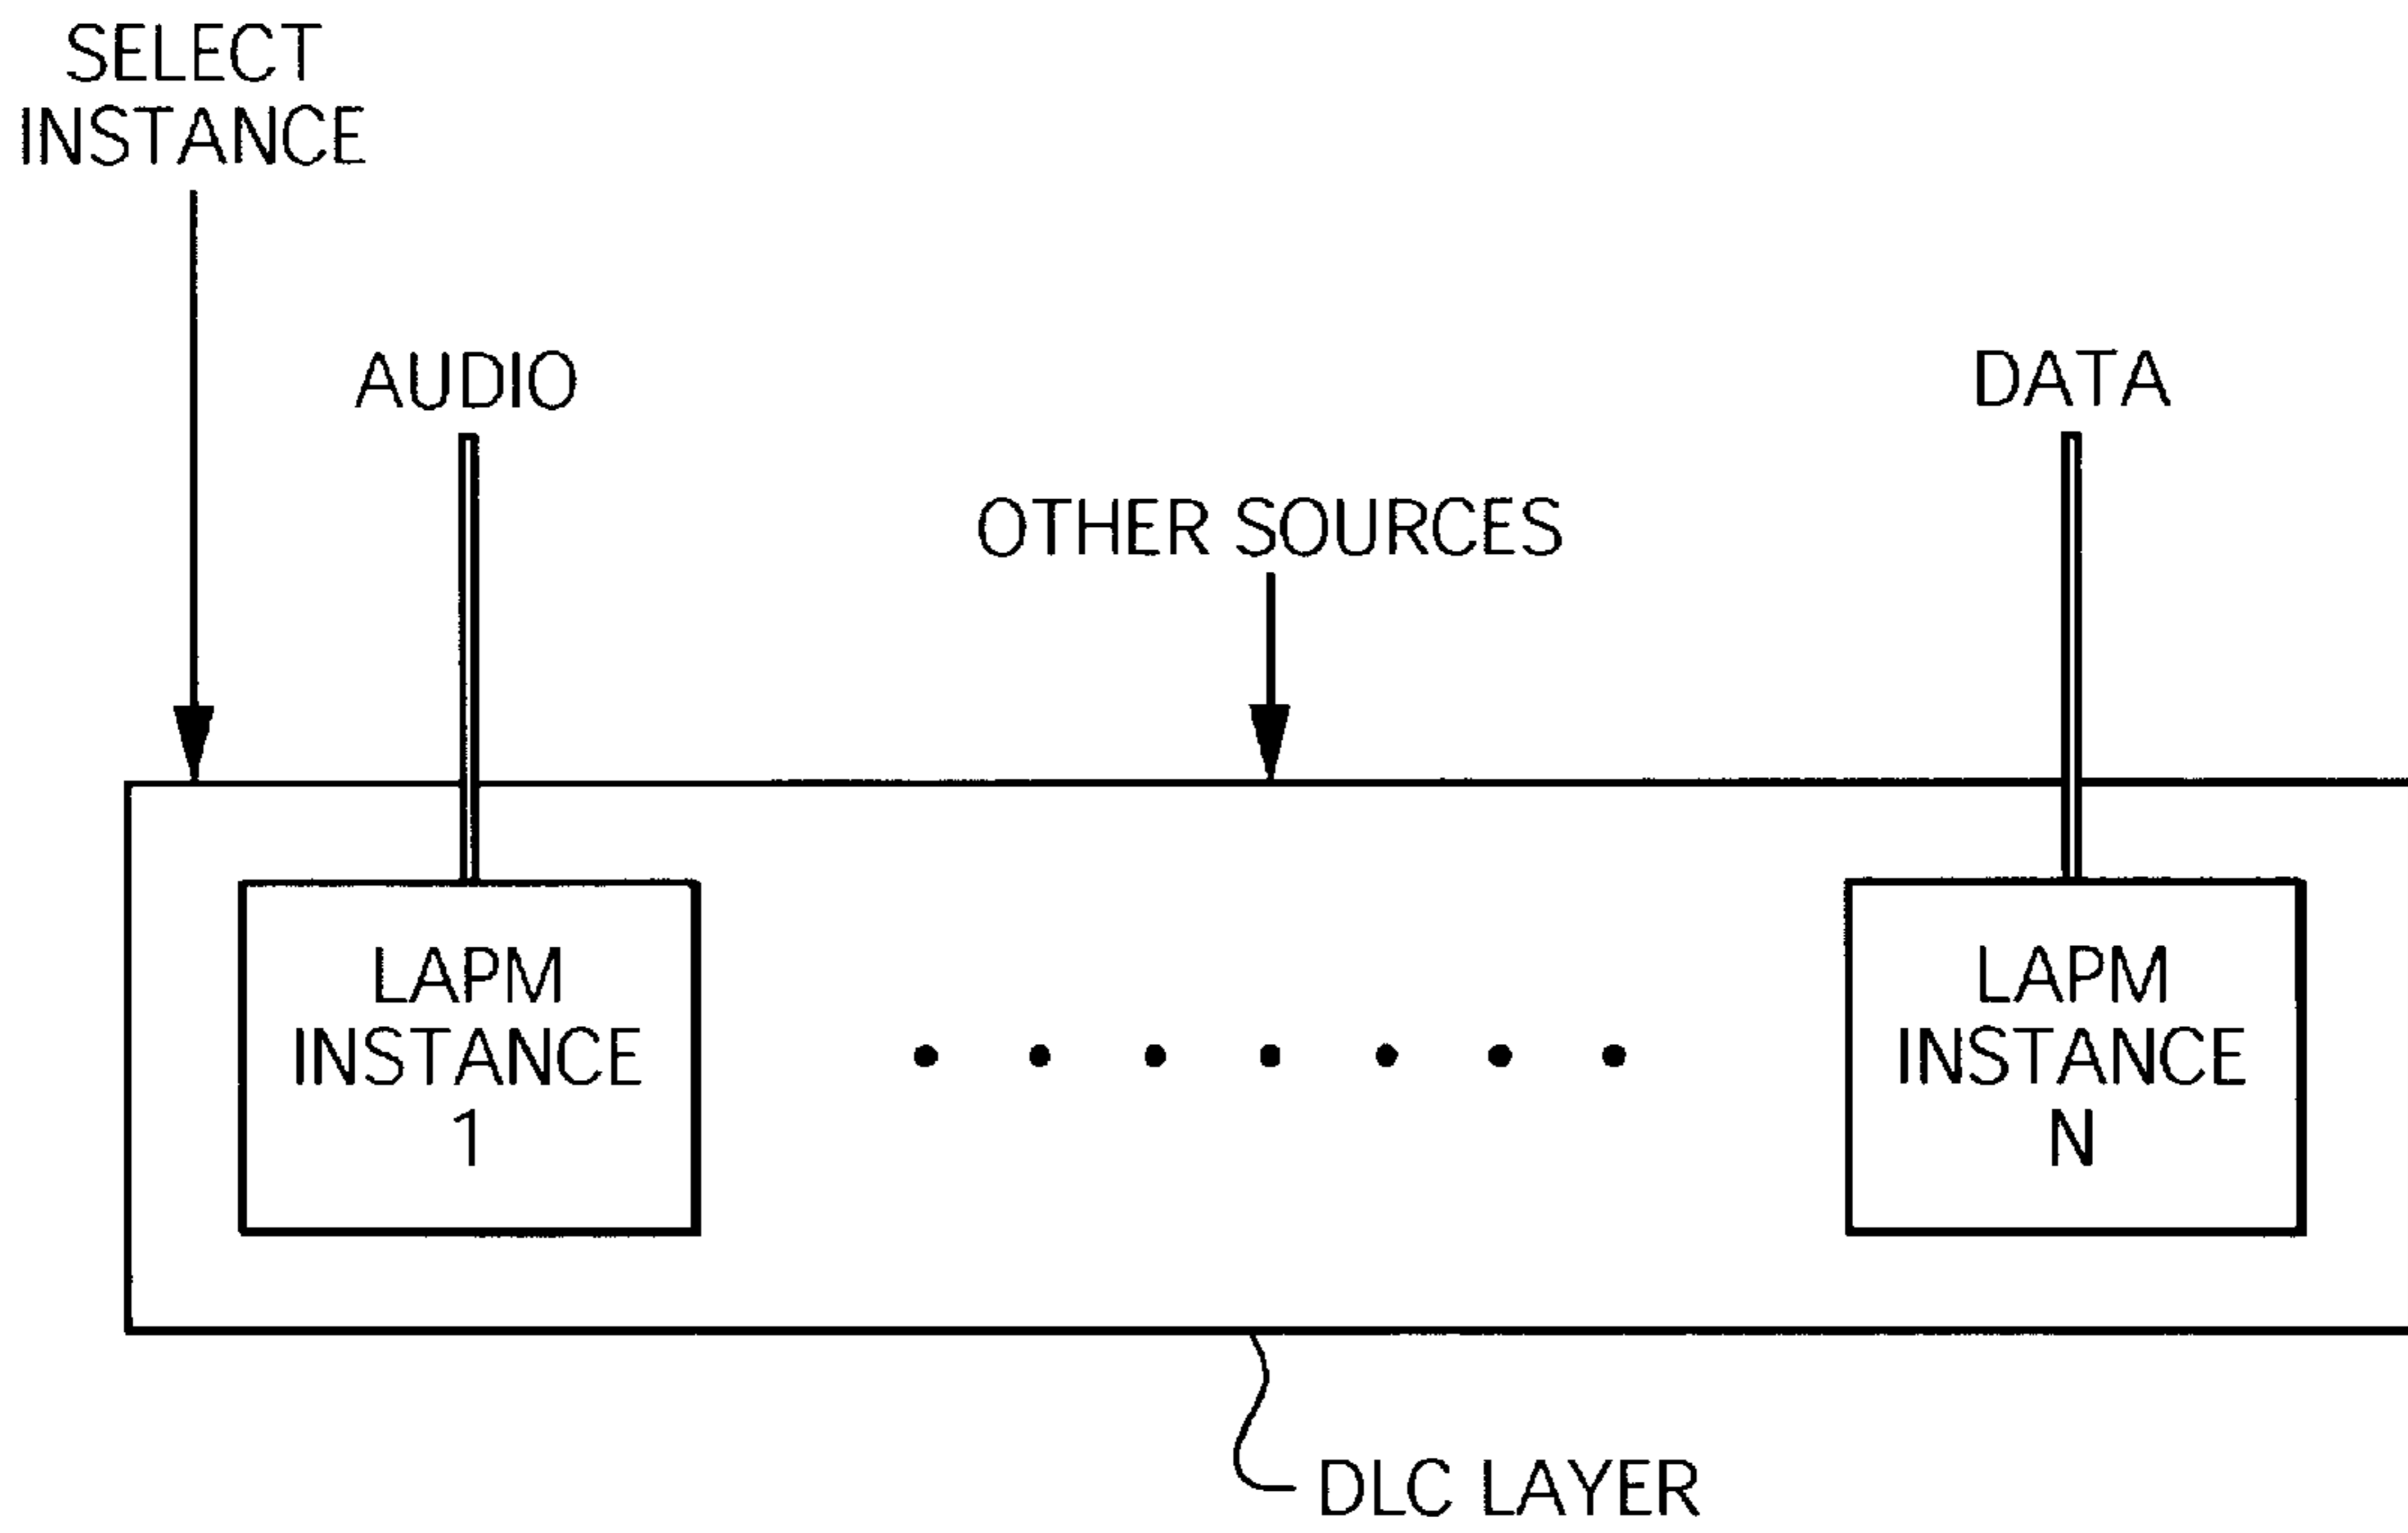 SELECT
INSTANCE
AUDIO
DATA
OTHER SOURCES
LAPM
INSTANCE
1
LAPM
INSTANCE
N
DLC LAYER